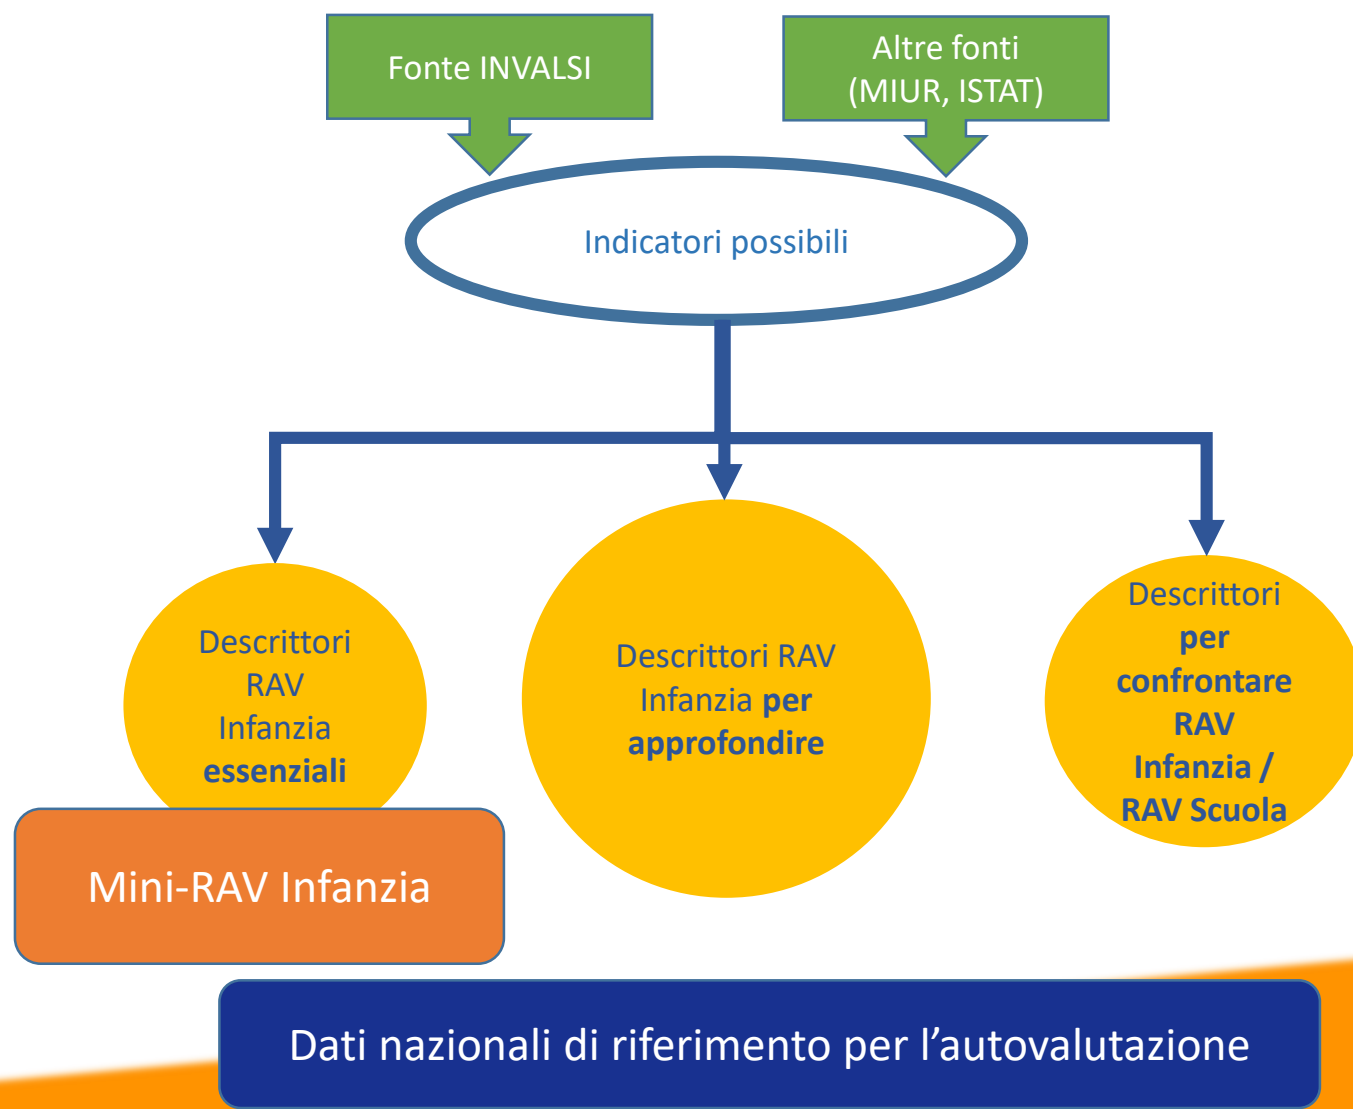 Fonte INVALSI
Altre fonti
(MIUR, ISTAT)
Indicatori possibili
Descrittori
RAV
Infanzia
essenziali
Descrittori RAV
Infanzia per
approfondire
Descrittori
per
confrontare
RAV
Infanzia /
RAV Scuola
Mini-RAV Infanzia
Dati nazionali di riferimento per l’autovalutazione